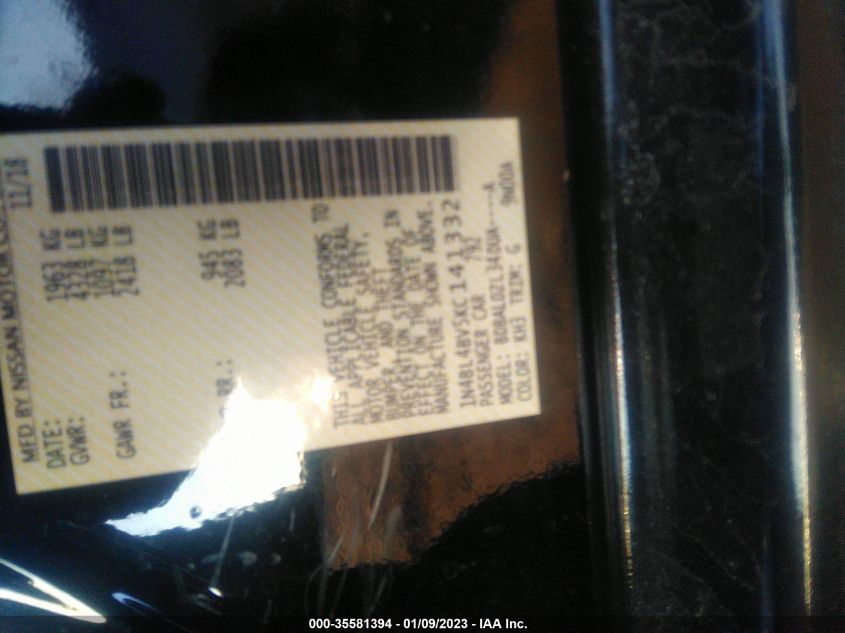 MFD BY NISSAN MOTOR CO.
DATE: 11/18
GVWR: 1963 KG
4328 LB
GAWR FR.: 1097 KG
2418 LB
RR.: 945 KG
2083 LB
THIS VEHICLE CONFORMS TO
ALL APPLICABLE FEDERAL
MOTOR VEHICLE SAFETY,
BUMPER, AND THEFT
PREVENTION STANDARDS IN
EFFECT ON THE DATE OF
MANUFACTURE SHOWN ABOVE.
1N4BL4BV5KC141332
PASSENGER CAR /92
MODEL: BDBALDZL34DUA----A
COLOR: KH3 TRIM: G
000-35581394 - 01/09/2023 - IAA Inc.